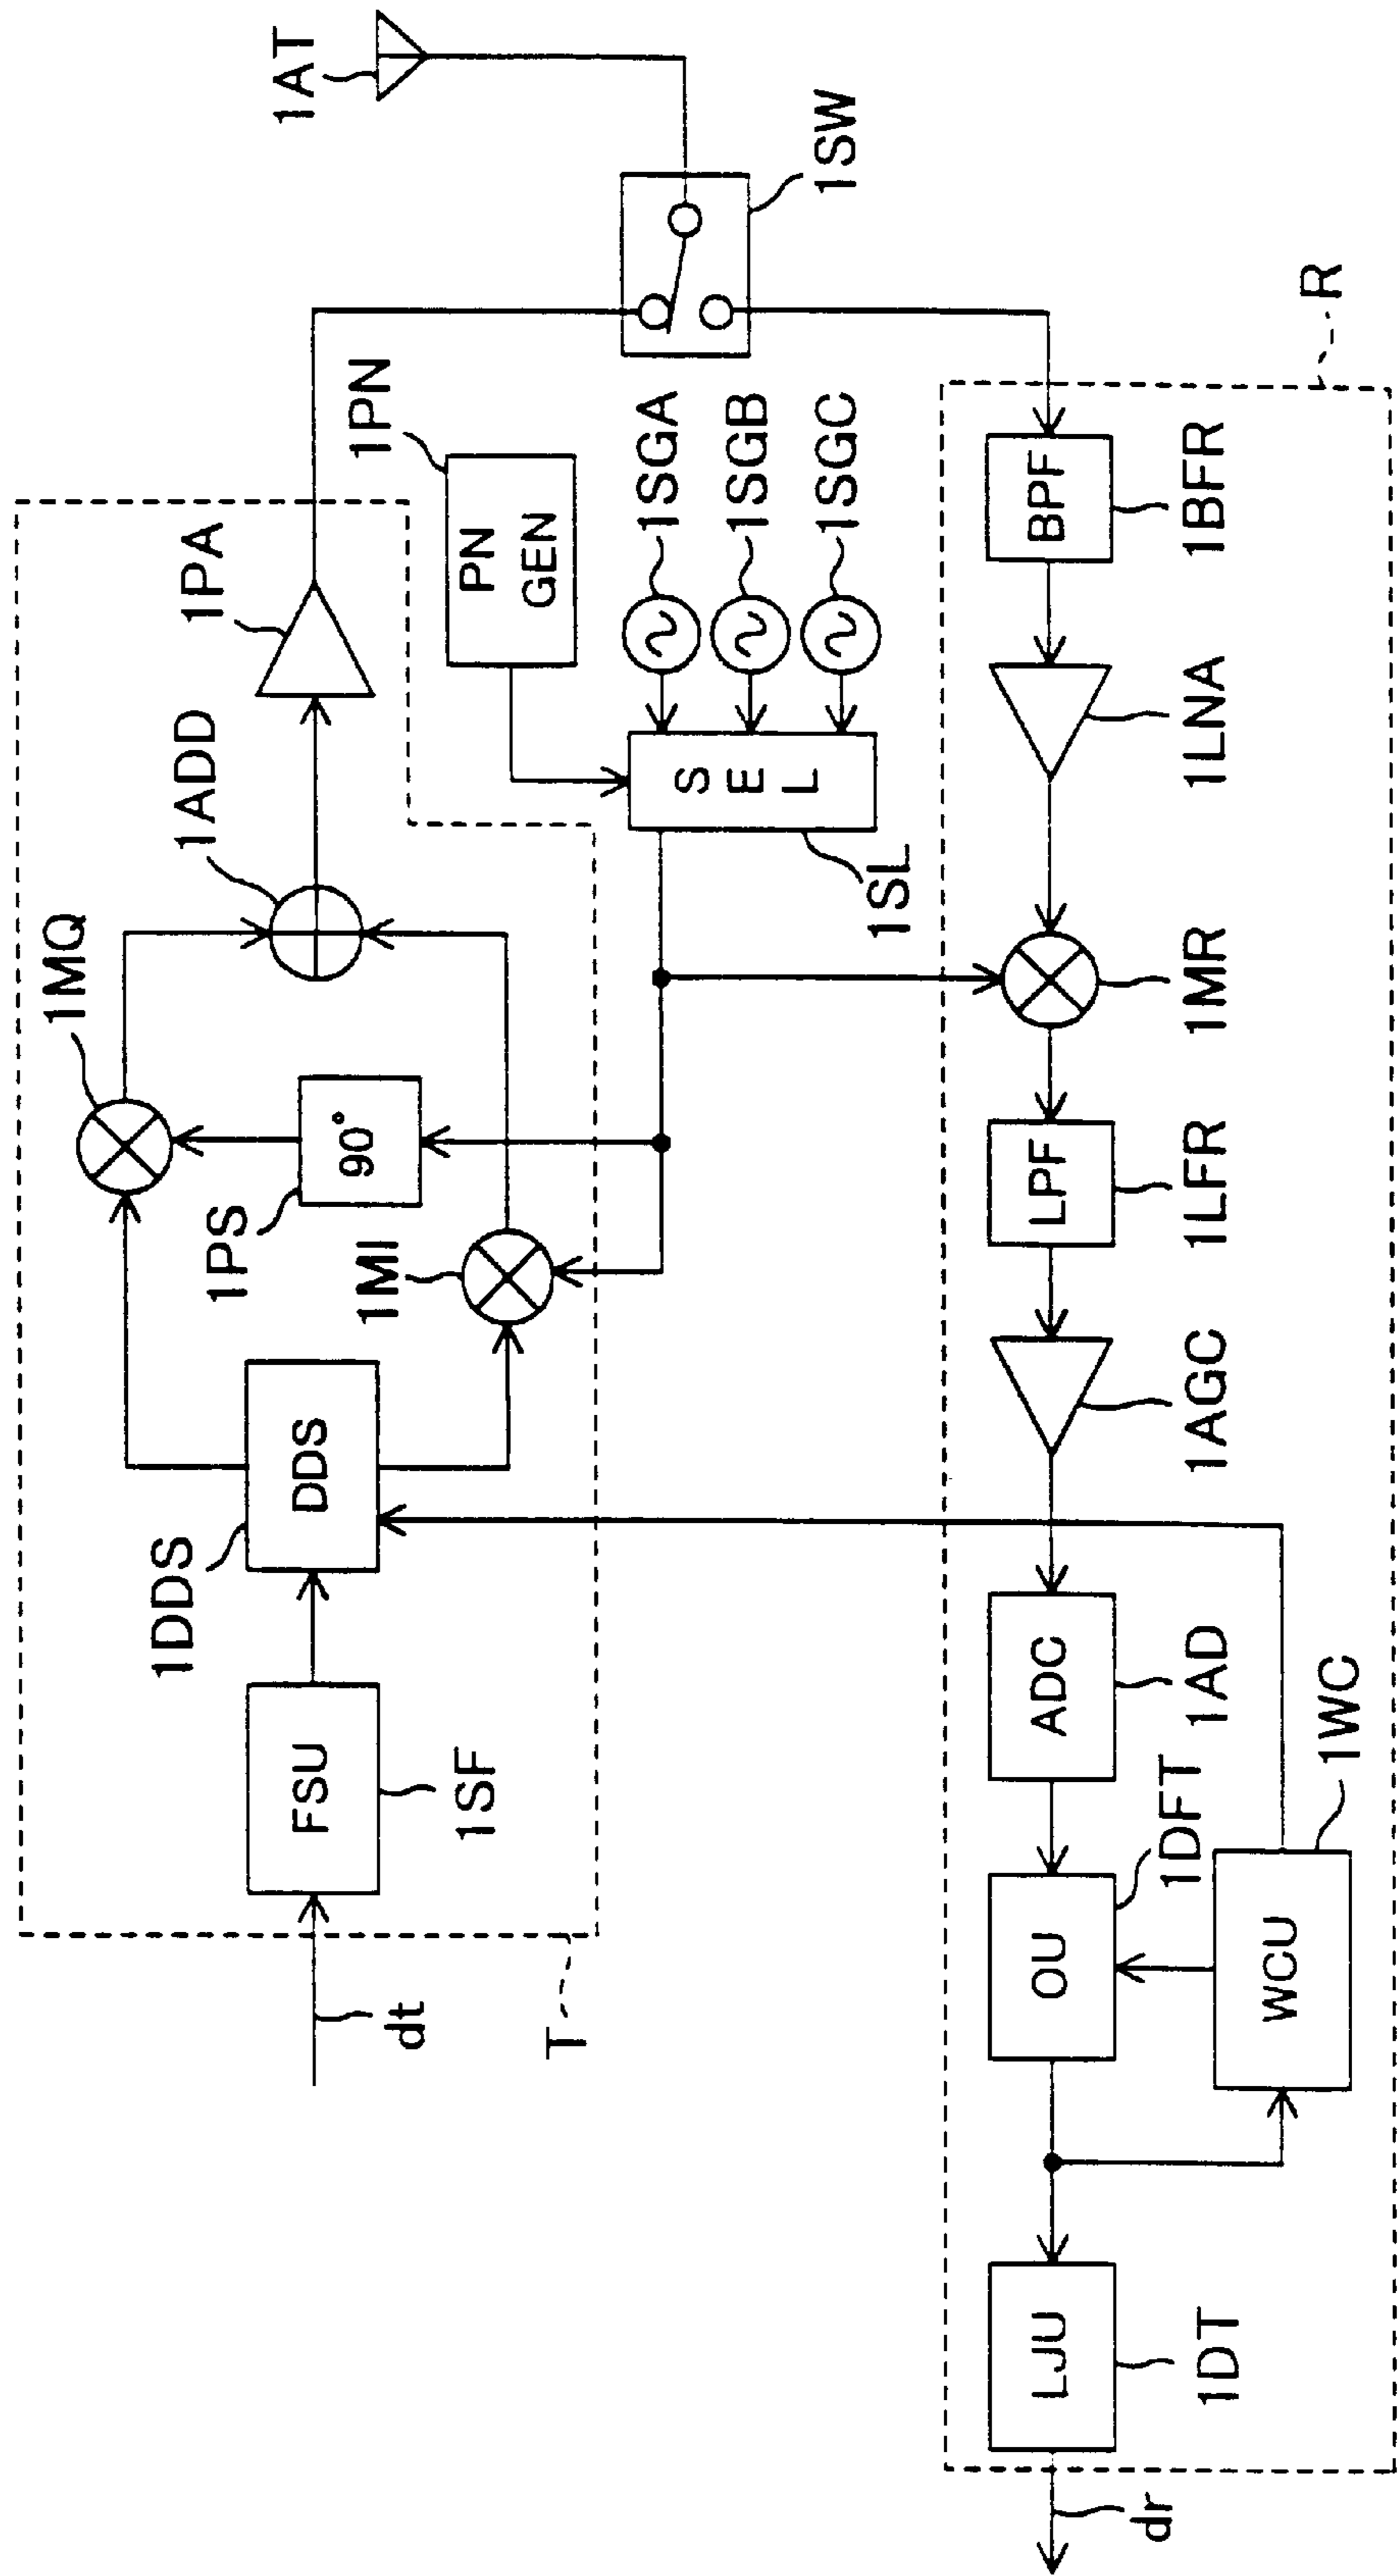 1AT
1SW
1PN
PN
GEN
1SGA
1SGB
1SGC
R
1PA
1ADD
1MQ
90°
1PS
1MI
SEL
1SL
DDS
1DDS
FSU
1SF
dt
T
BPF
1BFR
1LNA
1MR
LPF
1LFR
1AGC
ADC
1AD
OU
1DFT
WCU
1WC
LJU
1DT
dr